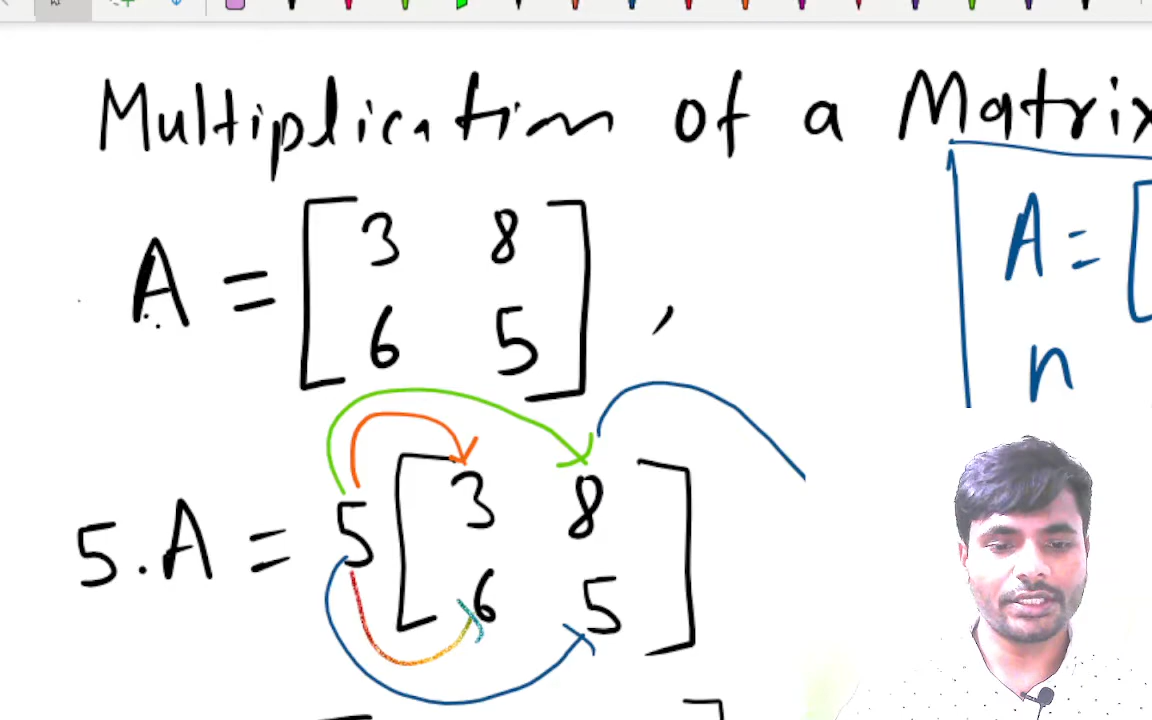 Multiplication of a Matrix
A = [ 3 8
6 5 ] ,
A = [
n
5.A = 5 [ 3 8
6 5 ]